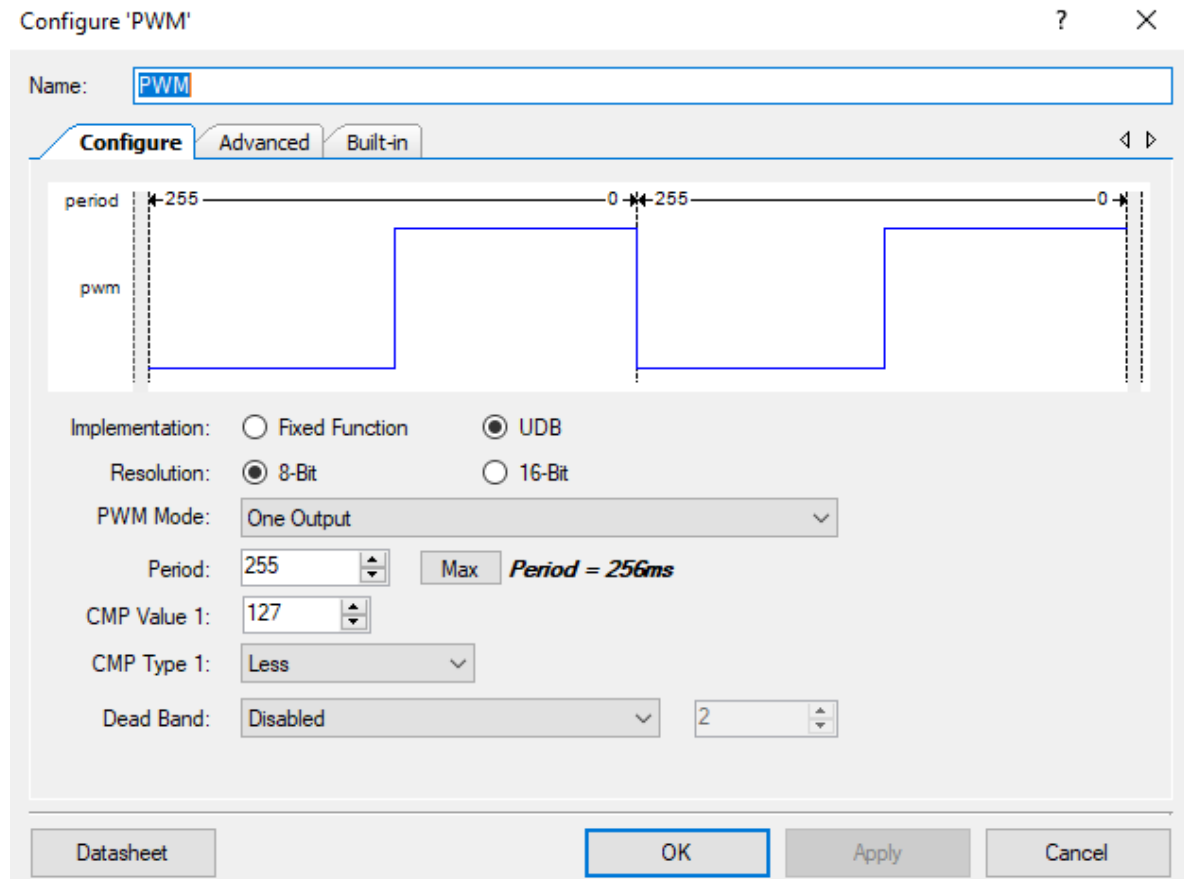 Configure 'PWM' ? ×
Name: PWM
Configure Advanced Built-in
period 255 0 255 0
pwm
Implementation: Fixed Function UDB
Resolution: 8-Bit 16-Bit
PWM Mode: One Output
Period: 255 Max Period = 256ms
CMP Value 1: 127
CMP Type 1: Less
Dead Band: Disabled 2
Datasheet OK Apply Cancel